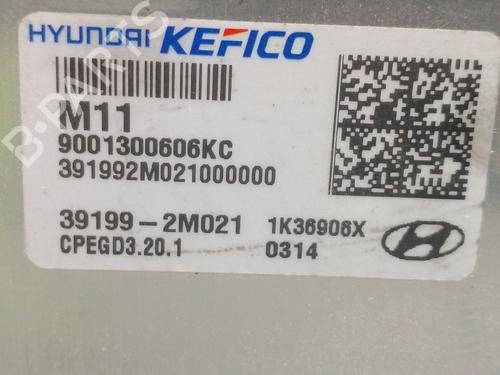 HYUNDAI KEFICO
M11
9001300606KC
391992M021000000
39199-2M021 1K36906X
CPEGD3.20.1 0314
B-PARTS